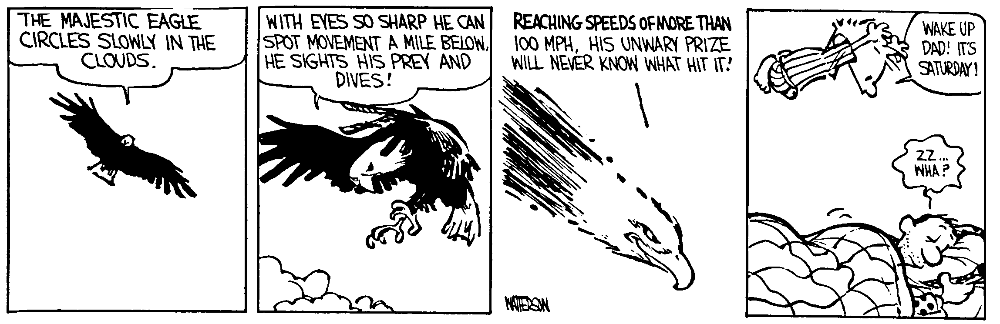 THE MAJESTIC EAGLE
CIRCLES SLOWLY IN THE
CLOUDS.
WITH EYES SO SHARP HE CAN
SPOT MOVEMENT A MILE BELOW,
HE SIGHTS HIS PREY AND
DIVES!
REACHING SPEEDS OF MORE THAN
100 MPH, HIS UNWARY PRIZE
WILL NEVER KNOW WHAT HIT IT!
WATTERSON
WAKE UP
DAD! IT'S
SATURDAY!
ZZ...
WHA?